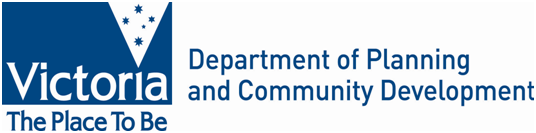 Victoria
The Place To Be
Department of Planning
and Community Development